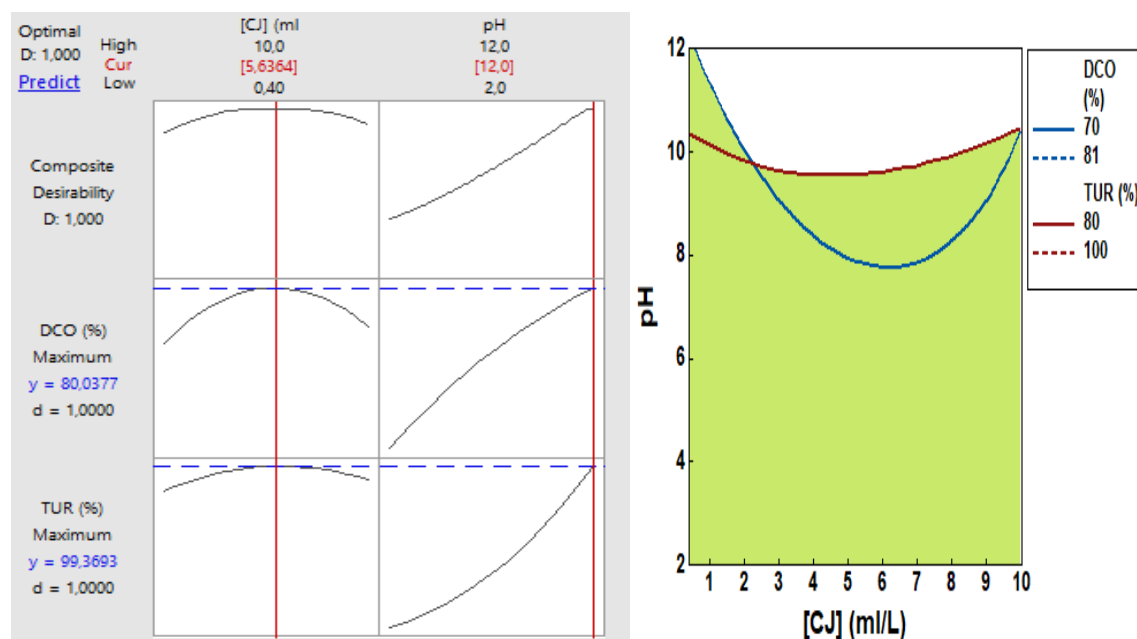 Optimal
D: 1,000
Predict
High
Cur
Low
[CJ] (ml
10,0
[5,6364]
0,40
pH
12,0
[12,0]
2,0
Composite
Desirability
D: 1,000
DCO (%)
Maximum
y = 80,0377
d = 1,0000
TUR (%)
Maximum
y = 99,3693
d = 1,0000
12
10
8
6
4
2
pH
1 2 3 4 5 6 7 8 9 10
[CJ] (ml/L)
DCO
(%)
70
81
TUR (%)
80
100